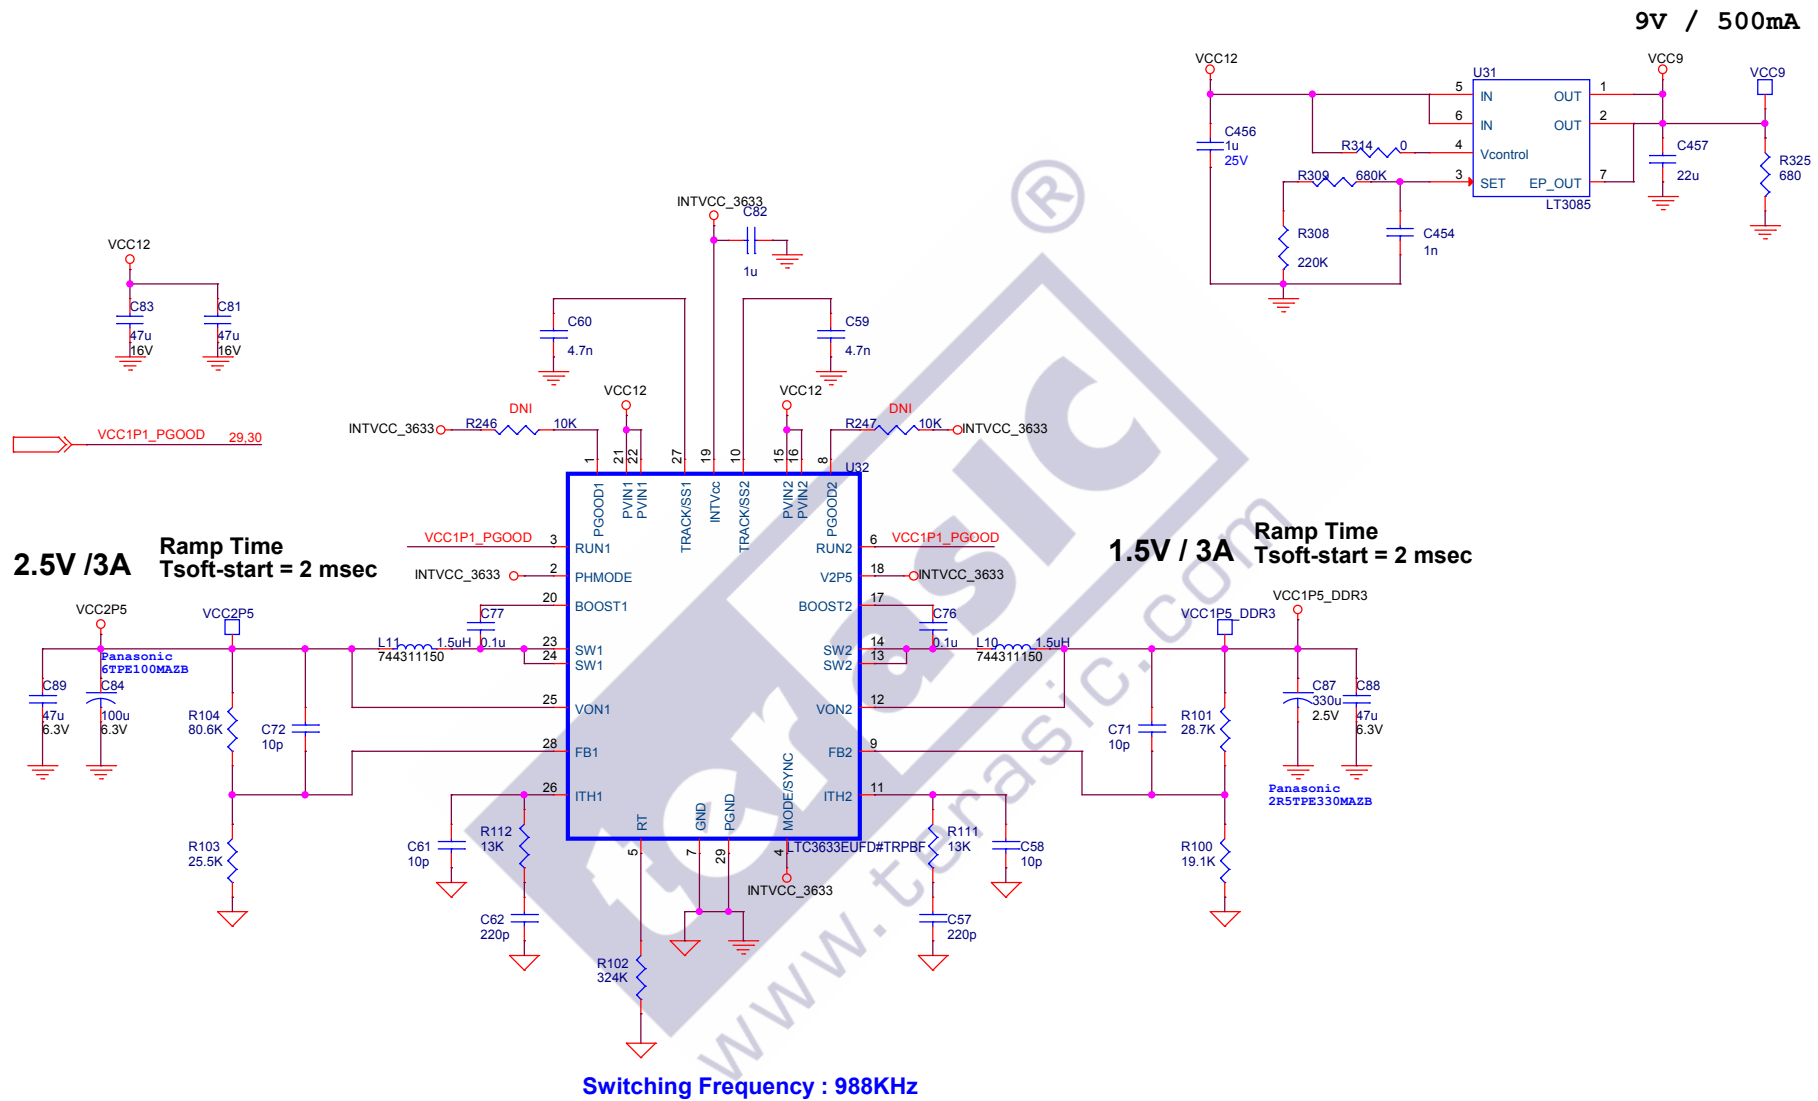 9V / 500mA
VCC12
VCC9
VCC9
U31
5 IN OUT 1
6 IN OUT 2
4 Vcontrol
3 SET EP_OUT 7
LT3085
C456
1u
25V
R314 0
R309 680K
R308
220K
C454
1n
C457
22u
R325
680
INTVCC_3633
C82
1u
VCC12
C83
47u
16V
C81
47u
16V
C60
4.7n
C59
4.7n
VCC12
VCC12
DNI
INTVCC_3633
R246
10K
DNI
R247
10K
INTVCC_3633
VCC1P1_PGOOD 29,30
U32
1 PGOOD1
21 PVIN1
22 PVIN1
27 TRACK/SS1
19 INTVcc
10 TRACK/SS2
15 PVIN2
16 PVIN2
8 PGOOD2
2.5V /3A
Ramp Time
Tsoft-start = 2 msec
1.5V / 3A
Ramp Time
Tsoft-start = 2 msec
VCC1P1_PGOOD 3 RUN1
RUN2 6 VCC1P1_PGOOD
INTVCC_3633 2 PHMODE
V2P5 18 INTVCC_3633
20 BOOST1
BOOST2 17
23 SW1
24 SW1
SW2 14
SW2 13
25 VON1
VON2 12
28 FB1
FB2 9
26 ITH1
ITH2 11
RT 5
GND 7
PGND 29
MODE/SYNC 4
LTC3633EUFD#TRPBF
INTVCC_3633
VCC2P5
VCC2P5
Panasonic
6TPE100MAZB
C89
47u
6.3V
C84
100u
6.3V
R104
80.6K
C72
10p
R103
25.5K
L11 1.5uH
744311150
C77
0.1u
C61
10p
R112
13K
C62
220p
R102
324K
C76
0.1u
L10 1.5uH
744311150
VCC1P5_DDR3
VCC1P5_DDR3
C71
10p
R101
28.7K
C87
330u
2.5V
C88
47u
6.3V
Panasonic
2R5TPE330MAZB
R100
19.1K
R111
13K
C58
10p
C57
220p
Switching Frequency : 988KHz
terasic
®
www.terasic.com